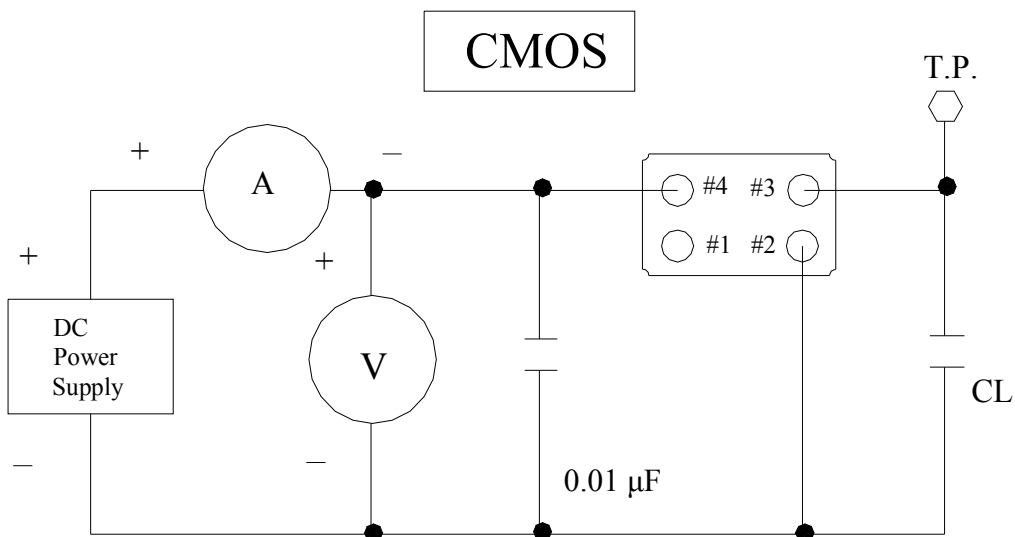 CMOS
T.P.
+
A
–
#4
#3
#1
#2
+
+
DC
Power
Supply
V
CL
–
–
0.01 µF